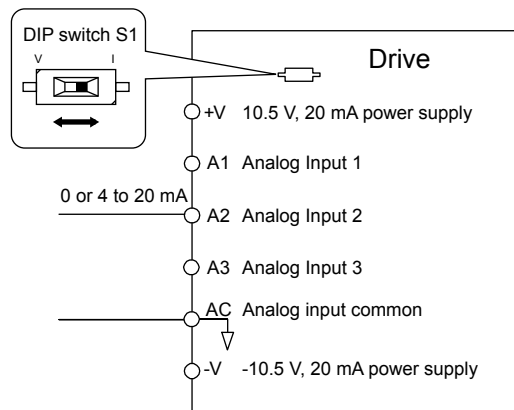 DIP switch S1
V I
Drive
+V 10.5 V, 20 mA power supply
A1 Analog Input 1
0 or 4 to 20 mA
A2 Analog Input 2
A3 Analog Input 3
AC Analog input common
-V -10.5 V, 20 mA power supply